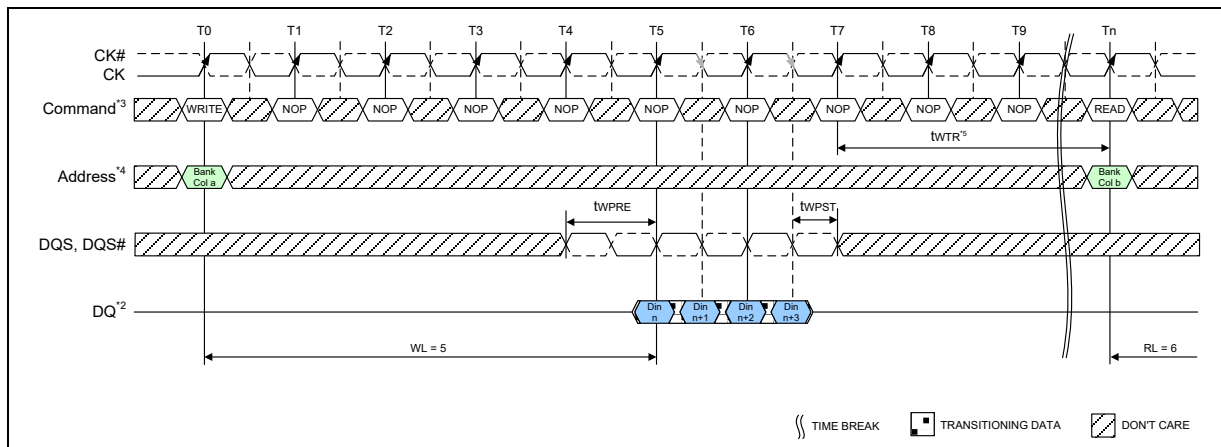 T0 T1 T2 T3 T4 T5 T6 T7 T8 T9 Tn
CK#
CK
Command*3 WRITE NOP NOP NOP NOP NOP NOP NOP NOP NOP READ
tWTR*5
Address*4 Bank Col a Bank Col b
tWPRE tWPST
DQS, DQS#
DQ*2 Din n Din n+1 Din n+2 Din n+3
WL = 5 RL = 6
TIME BREAK TRANSITIONING DATA DON'T CARE